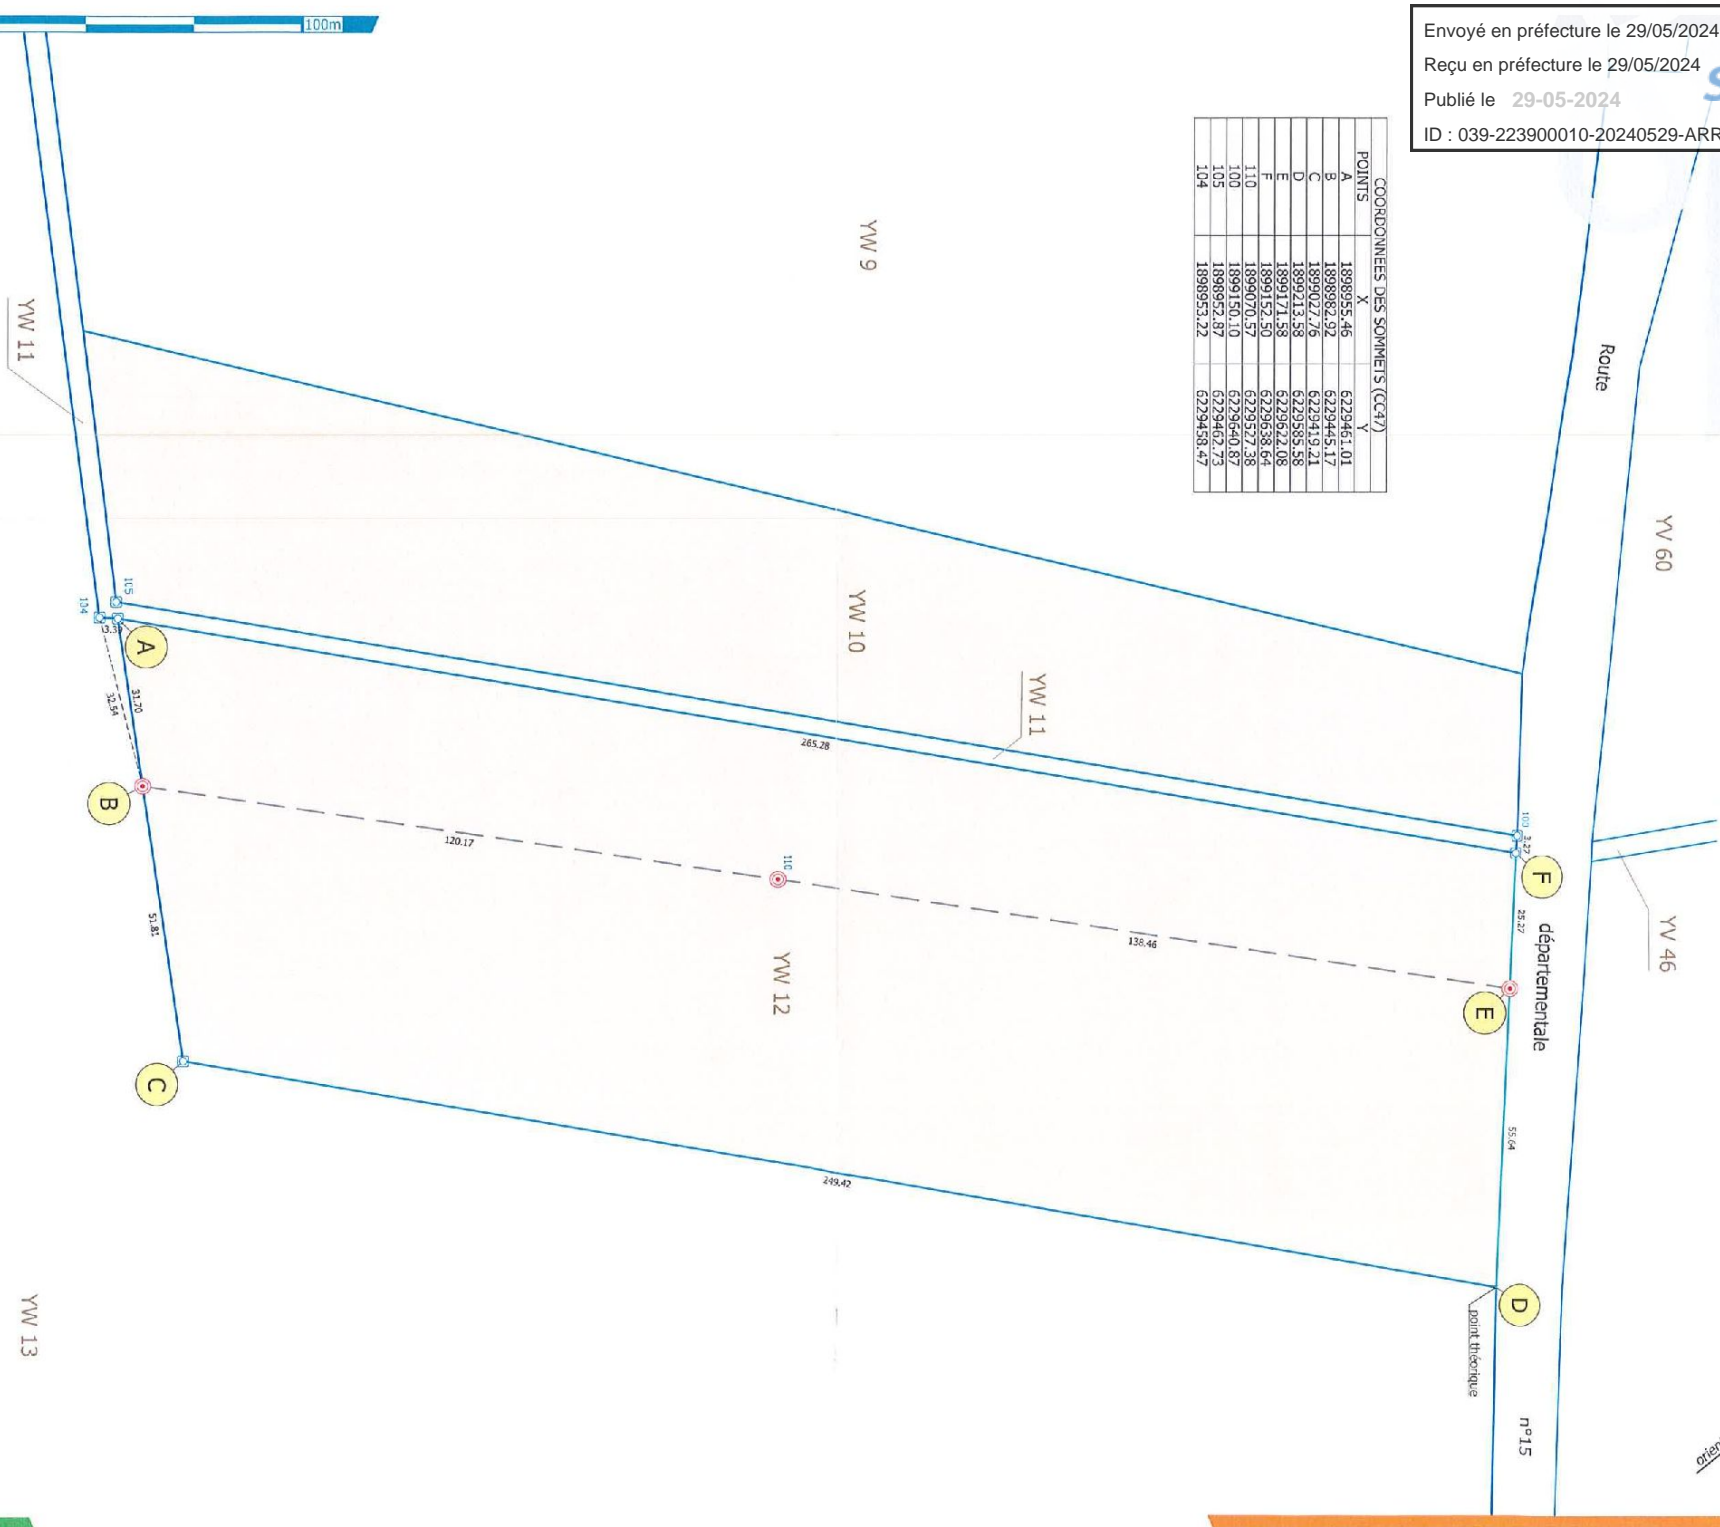 100m
Envoyé en préfecture le 29/05/2024
Reçu en préfecture le 29/05/2024
Publié le 29-05-2024
ID : 039-223900010-20240529-ARR
COORDONNEES DES SOMMETS (CC47)
POINTS X Y
A 1898955.46 6229461.01
B 1898982.92 6229445.17
C 1899027.76 6229419.21
D 1899213.58 6229585.58
E 1899171.58 6229622.08
F 1899152.50 6229638.64
110 1899070.57 6229527.38
100 1899150.10 6229640.87
105 1898952.87 6229462.73
104 1898953.22 6229458.47
YW 9
Route
YV 60
YW 11
YW 10
YW 11
105
104
3.39
A
31.70
32.54
265.28
B
120.17
110
138.46
100
3.27
F
25.27
départementale
YV 46
E
YW 12
51.81
C
55.64
249.42
D
point théorique
n°15
YW 13